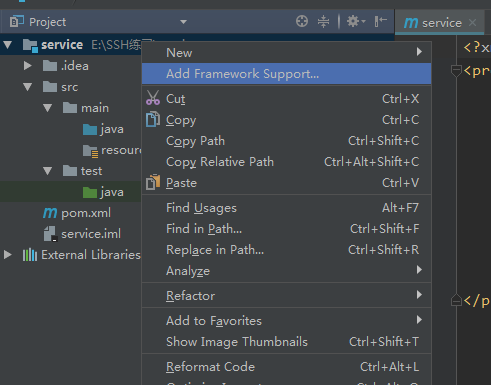 Project
service
<?x
service E:\SSH练
New
<pr
.idea
Add Framework Support...
src
Cut Ctrl+X
main
Copy Ctrl+C
java
Copy Path Ctrl+Shift+C
resour
Copy Relative Path Ctrl+Alt+Shift+C
test
Paste Ctrl+V
java
Find Usages Alt+F7
pom.xml
Find in Path... Ctrl+Shift+F
service.iml
Replace in Path... Ctrl+Shift+R
External Libraries
Analyze
Refactor
</p
Add to Favorites
Show Image Thumbnails Ctrl+Shift+T
Reformat Code Ctrl+Alt+L